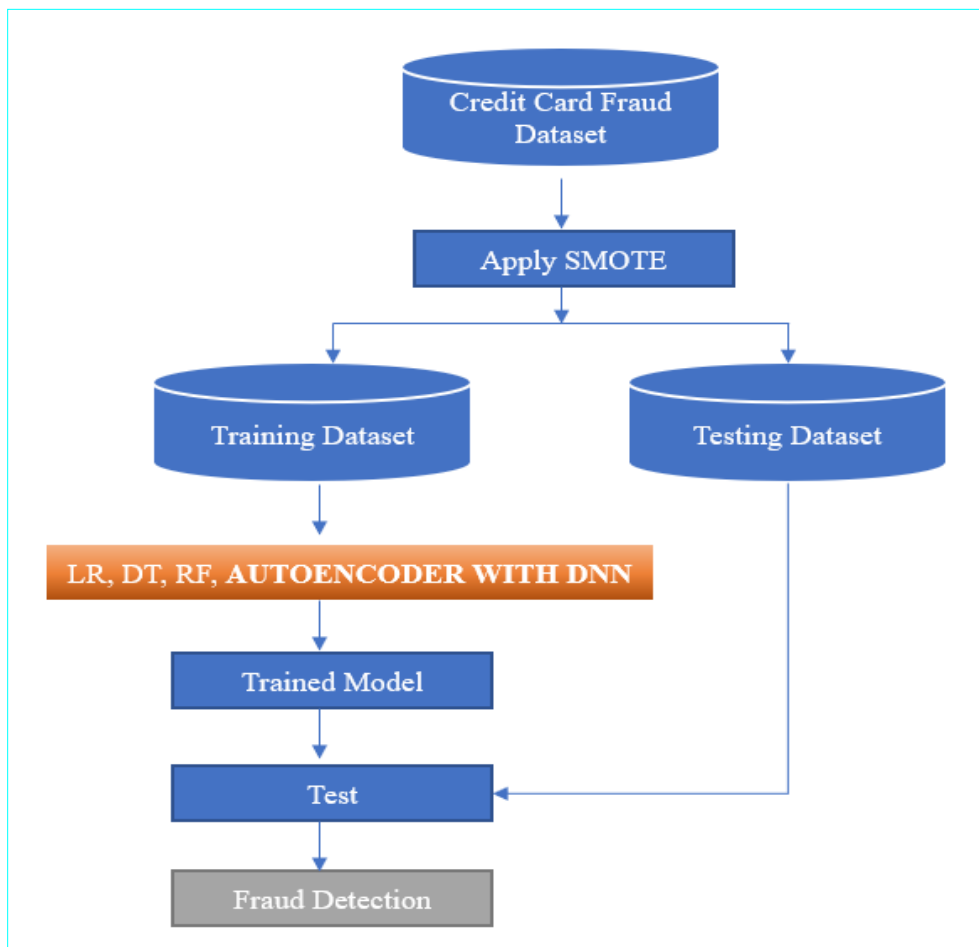 Credit Card Fraud
Dataset
Apply SMOTE
Training Dataset
Testing Dataset
LR, DT, RF, AUTOENCODER WITH DNN
Trained Model
Test
Fraud Detection